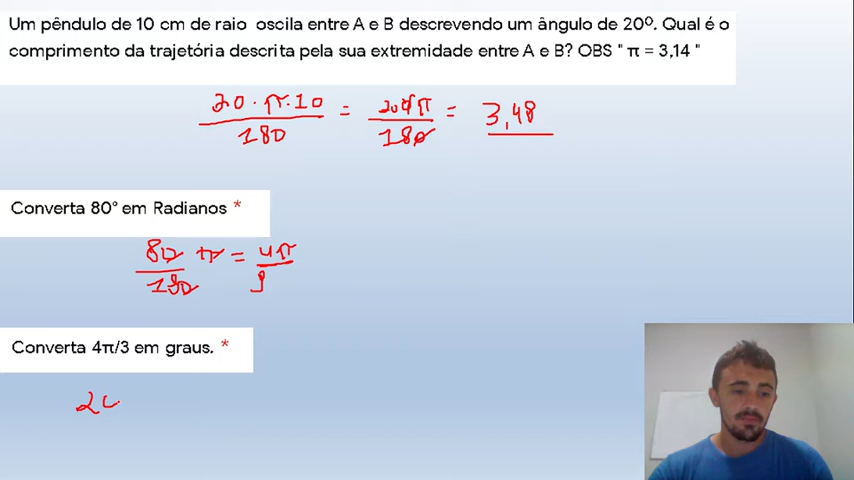 Um pêndulo de 10 cm de raio oscila entre A e B descrevendo um ângulo de 20º. Qual é o
comprimento da trajetória descrita pela sua extremidade entre A e B? OBS " π = 3,14 "
20 · π · 10 / 180 = 200π / 180 = 3,48
Converta 80° em Radianos *
80 / 180 π = 4π / 9
Converta 4π/3 em graus. *